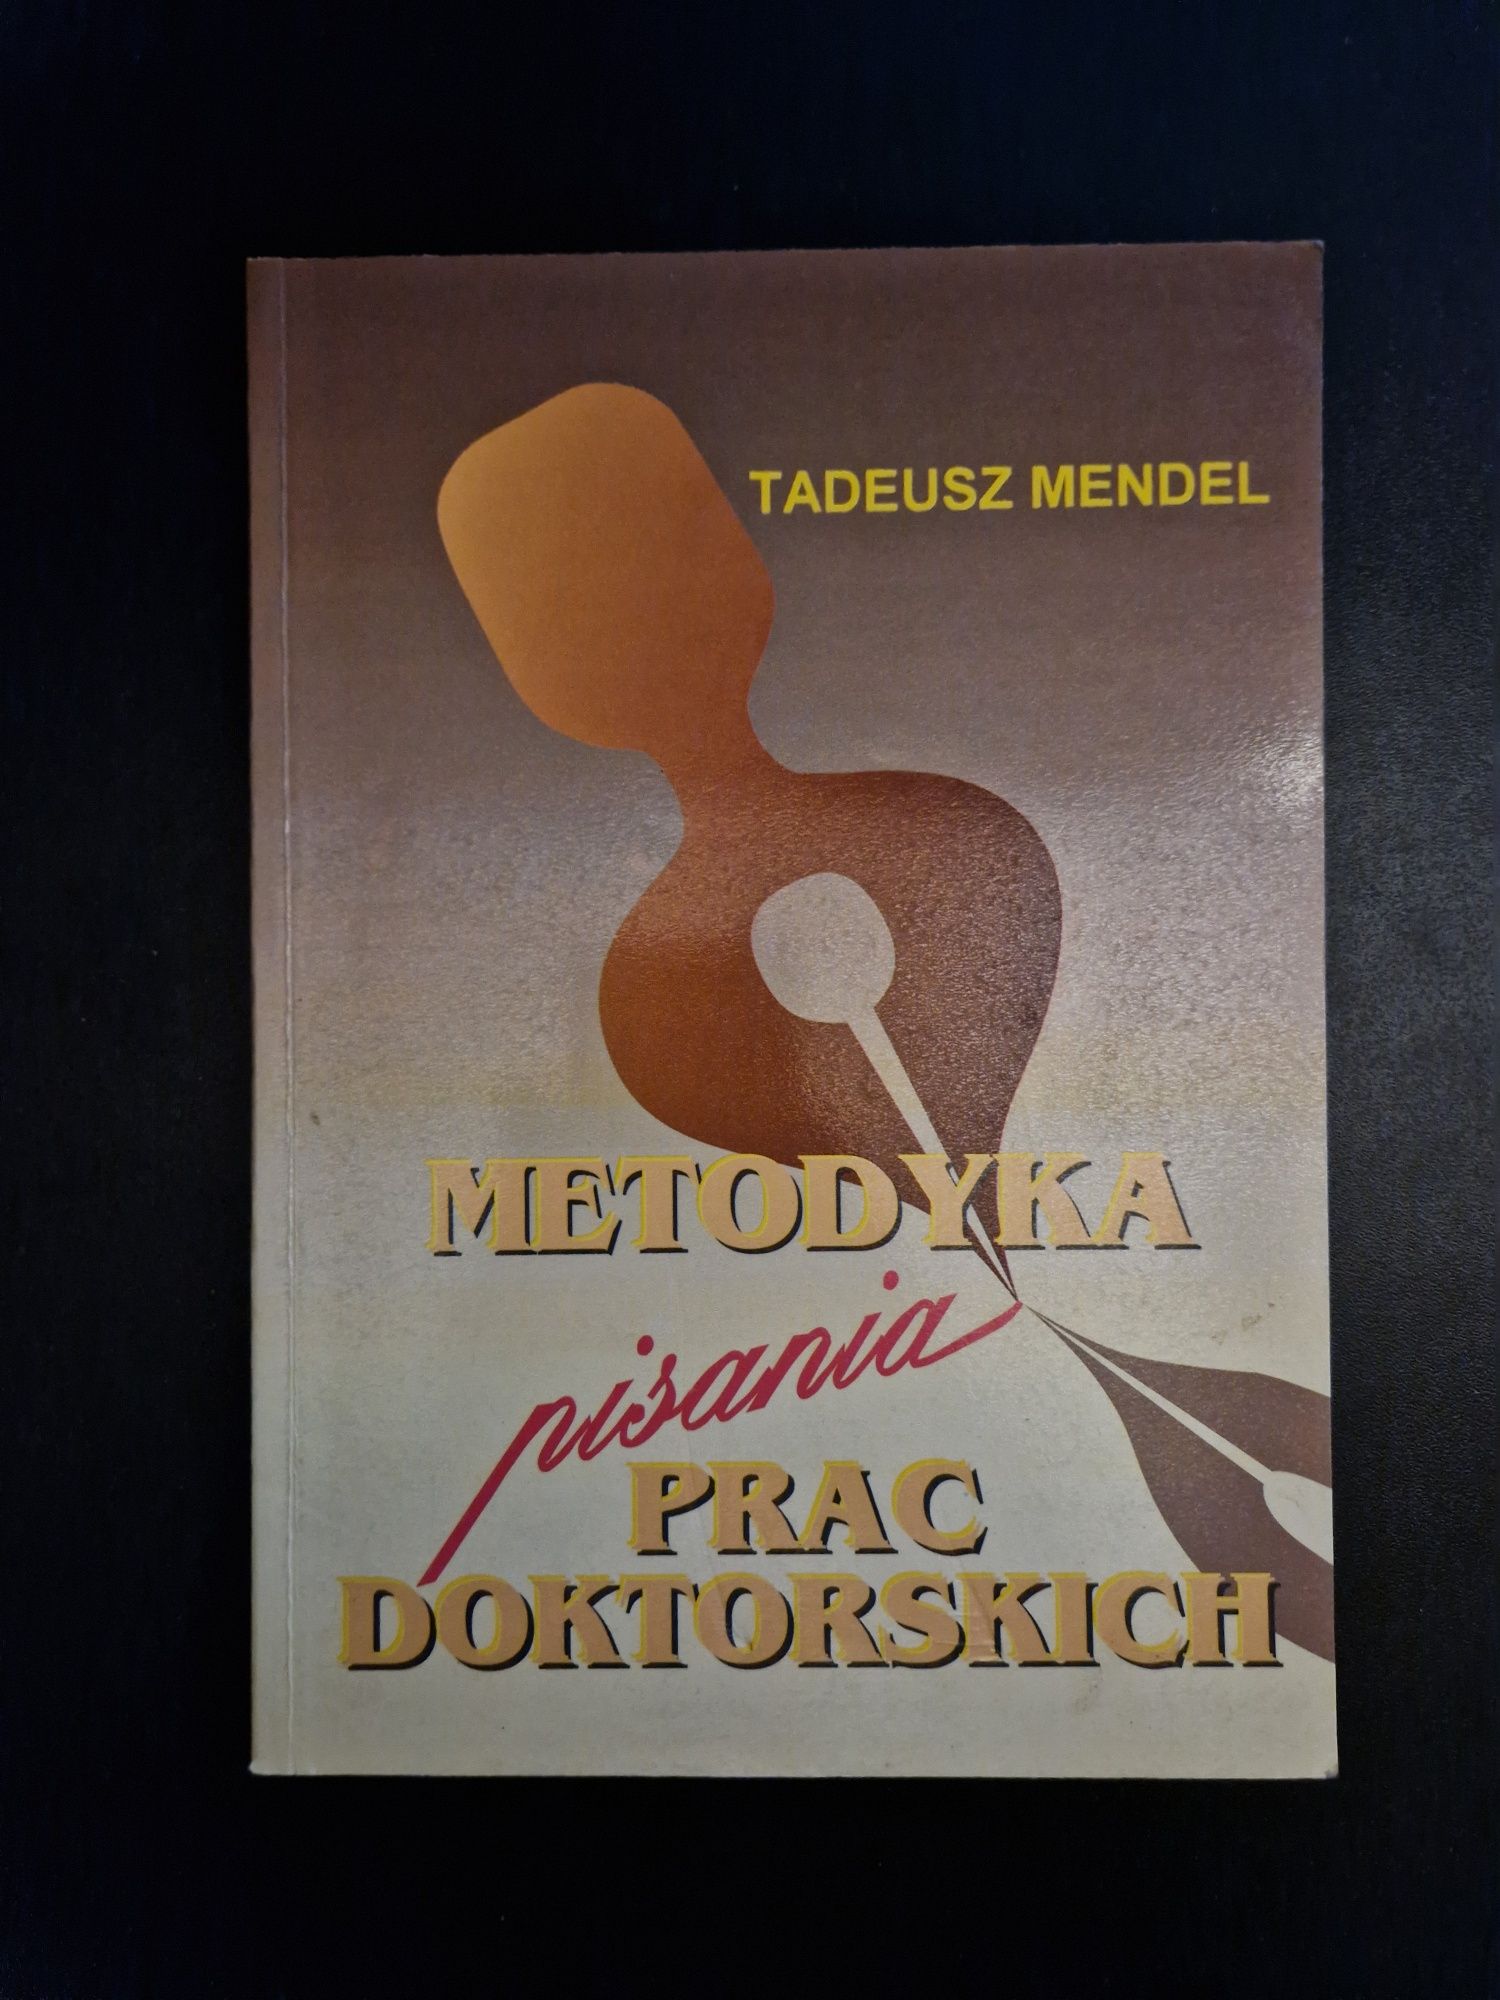 TADEUSZ MENDEL
METODYKA
pisania
PRAC
DOKTORSKICH